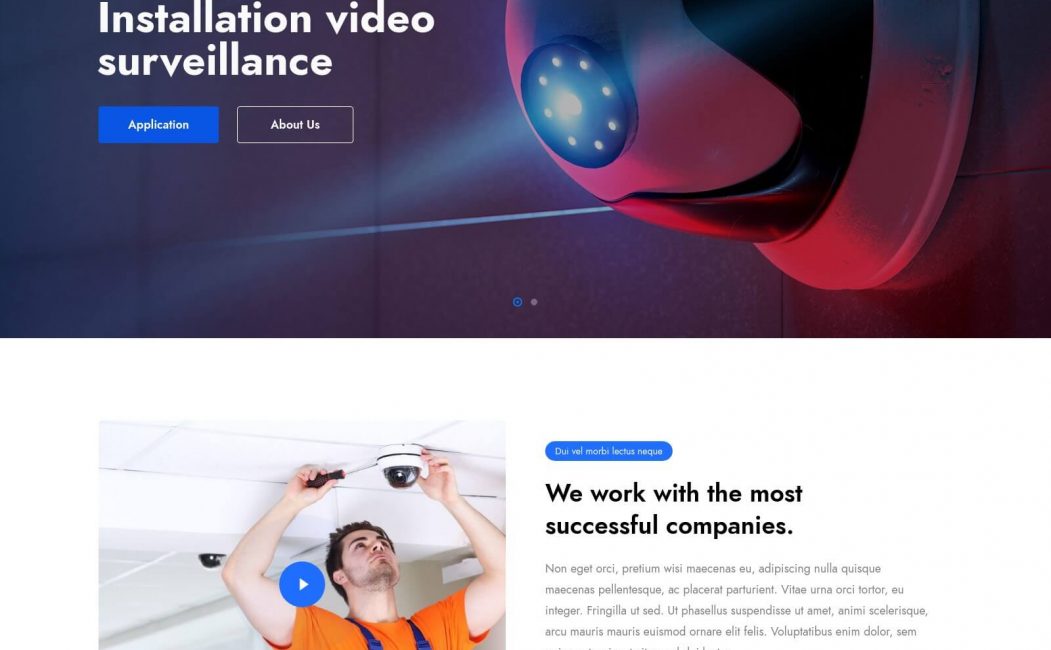 Installation video
surveillance
Application
About Us
Dui vel morbi lectus neque
We work with the most
successful companies.
Non eget orci, pretium wisi maecenas eu, adipiscing nulla quisque
maecenas pellentesque, ac placerat parturient. Vitae urna orci tortor, eu
integer. Fringilla ut sed. Ut phasellus suspendisse ut amet, animi scelerisque,
arcu mauris mauris euismod ornare elit felis. Voluptatibus enim dolor, sem